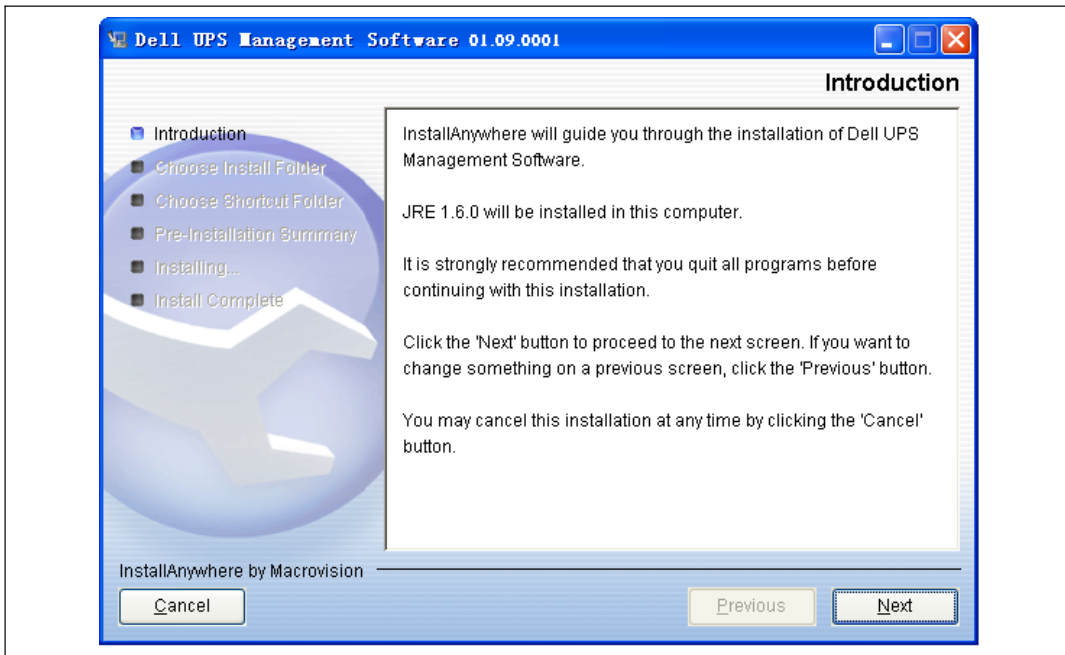 Dell UPS Management Software 01.09.0001
Introduction
Introduction
Choose Install Folder
Choose Shortcut Folder
Pre-Installation Summary
Installing...
Install Complete
InstallAnywhere will guide you through the installation of Dell UPS
Management Software.
JRE 1.6.0 will be installed in this computer.
It is strongly recommended that you quit all programs before
continuing with this installation.
Click the 'Next' button to proceed to the next screen. If you want to
change something on a previous screen, click the 'Previous' button.
You may cancel this installation at any time by clicking the 'Cancel'
button.
InstallAnywhere by Macrovision
Cancel
Previous
Next